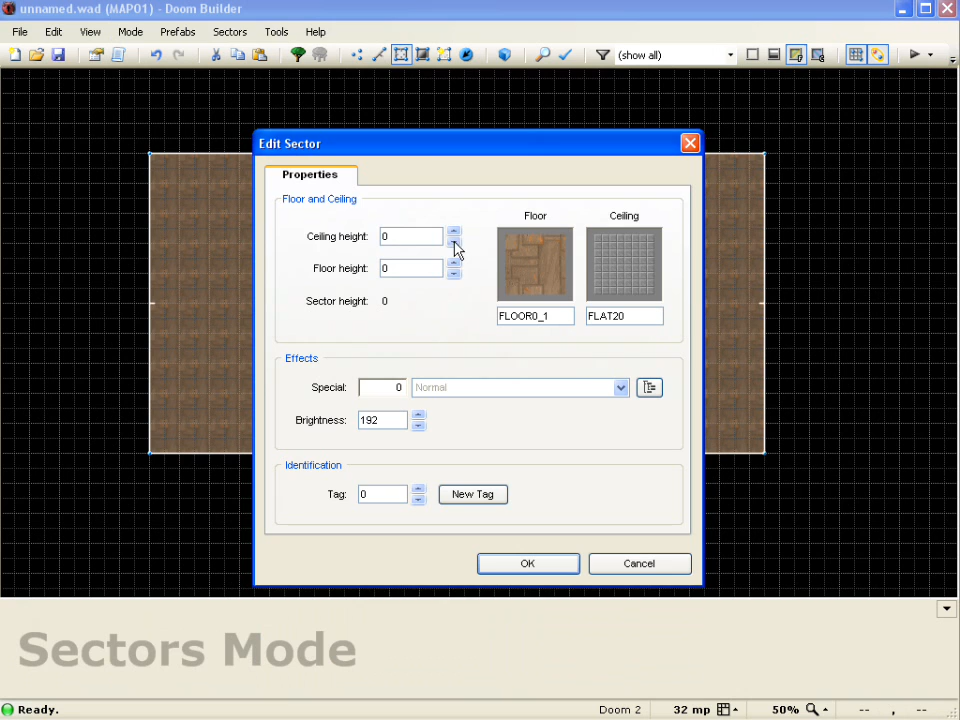 unnamed.wad (MAP01) - Doom Builder
File Edit View Mode Prefabs Sectors Tools Help
(show all)
Edit Sector
Properties
Floor and Ceiling
Floor Ceiling
Ceiling height: 0
Floor height: 0
Sector height: 0
FLOOR0_1 FLAT20
Effects
Special: 0 Normal
Brightness: 192
Identification
Tag: 0 New Tag
OK Cancel
Sectors Mode
Ready. Doom 2 32 mp 50% -- , --